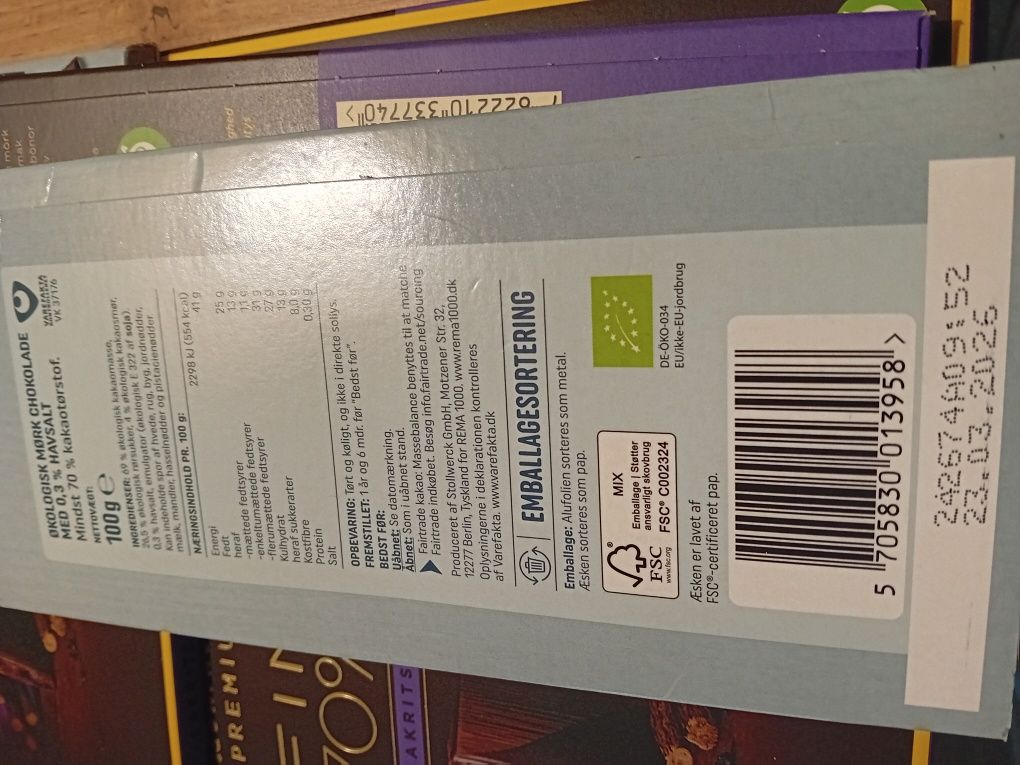 ØKOLOGISK MØRK CHOKOLADE
MED 0,3 % HAVSALT
Minds 70 % kakaotørstof.
NETTOVÆGT:
100g ℮
VAREFAKTA
VK 37176
INGREDIENSER: 69 % økologisk kakaomasse,
26,5 % økologisk rørsukker, 4 % økologisk kakaosmør,
0,3 % havsalt, emulgator (økologisk E 322 af soja).
Kan indeholde spor af hvede, rug, byg, jordnødder,
mælk, mandler, hasselnødder og pistacienødder
NÆRINGSINDHOLD PR. 100 g:
Energi 2298 kJ (554 kcal)
Fedt 41 g
heraf
-mættede fedtsyrer 25 g
-enkeltumættede fedtsyrer 13 g
-flerumættede fedtsyrer 1,1 g
Kulhydrat 31 g
heraf sukkerarter 27 g
Kostfibre 13 g
Protein 8,0 g
Salt 0,30 g
OPBEVARING: Tørt og køligt, og ikke i direkte sollys.
FREMSTILLET: 1 år og 6 mdr. før "Bedst før".
BEDST FØR:
Uåbnet: Se datomærkning.
Åbnet: Som i uåbnet stand.
Fairtrade kakao: Massebalance benyttes til at matche
Fairtrade indkøbet. Besøg info.fairtrade.net/sourcing
Produceret af Stollwerck GmbH, Motzener Str. 32,
12277 Berlin, Tyskland for REMA 1000. www.rema1000.dk
Oplysningerne i deklarationen kontrolleres
af Varefakta. www.varefakta.dk
EMBALLAGESORTERING
Emballage: Alufolien sorteres som metal.
Æsken sorteres som pap.
FSC
www.fsc.org
MIX
Emballage | Støtter
ansvarligt skovbrug
FSC® C002324
DE-ÖKO-034
EU/ikke-EU-jordbrug
Æsken er lavet af
FSC®-certificeret pap.
5 705830 013958 >
242674A09:52
23.03.2026
7 622210 337740 >
mørk
bönor
PREMIU
70%
AKRITS